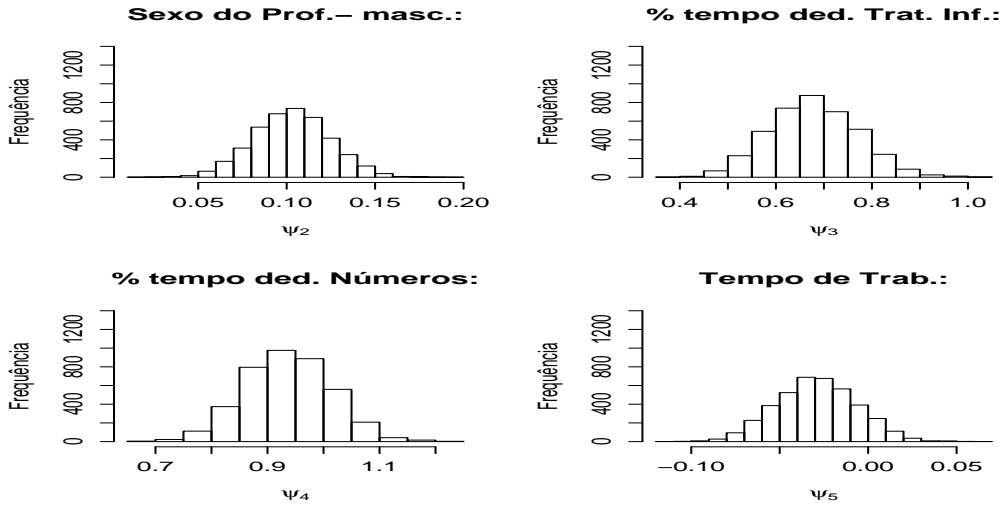 Sexo do Prof.– masc.:
Frequência
0 400 800 1200
0.05 0.10 0.15 0.20
ψ2
% tempo ded. Trat. Inf.:
Frequência
0 400 800 1200
0.4 0.6 0.8 1.0
ψ3
% tempo ded. Números:
Frequência
0 400 800 1200
0.7 0.9 1.1
ψ4
Tempo de Trab.:
Frequência
0 400 800 1200
−0.10 0.00 0.05
ψ5